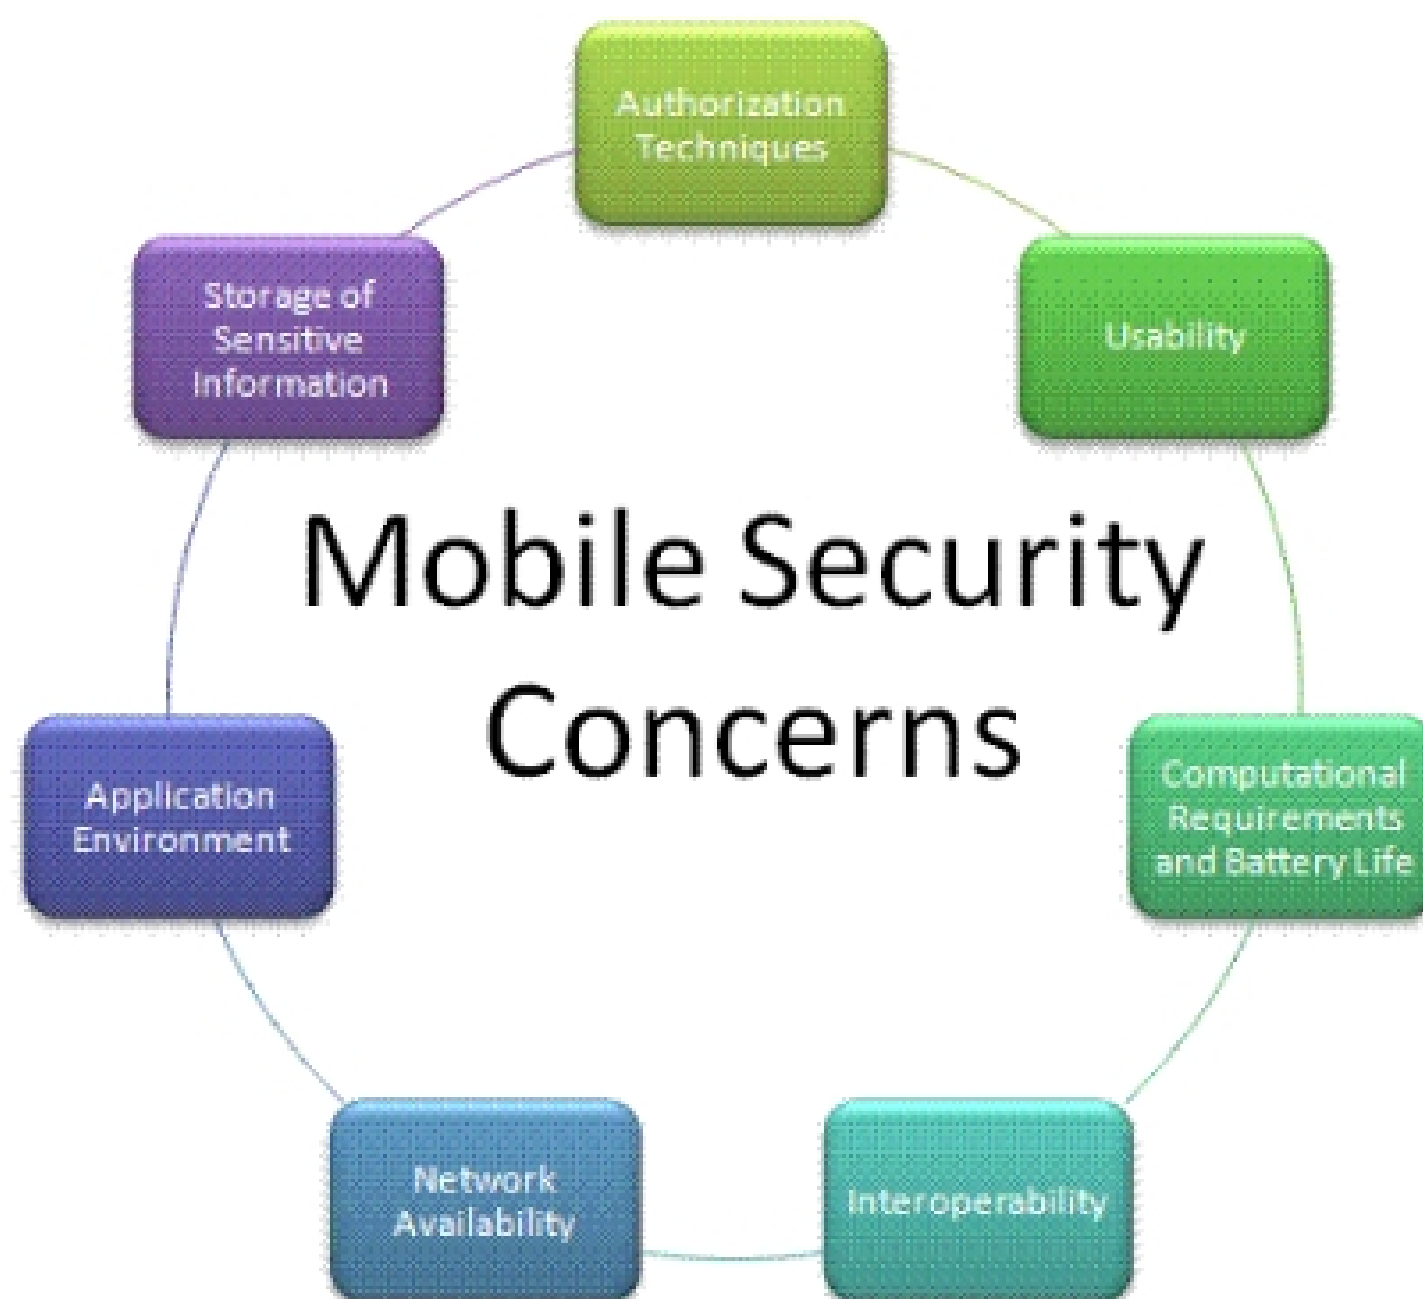 Authorization
Techniques
Usability
Computational
Requirements
and Battery Life
Interoperability
Network
Availability
Application
Environment
Storage of
Sensitive
Information
Mobile Security
Concerns